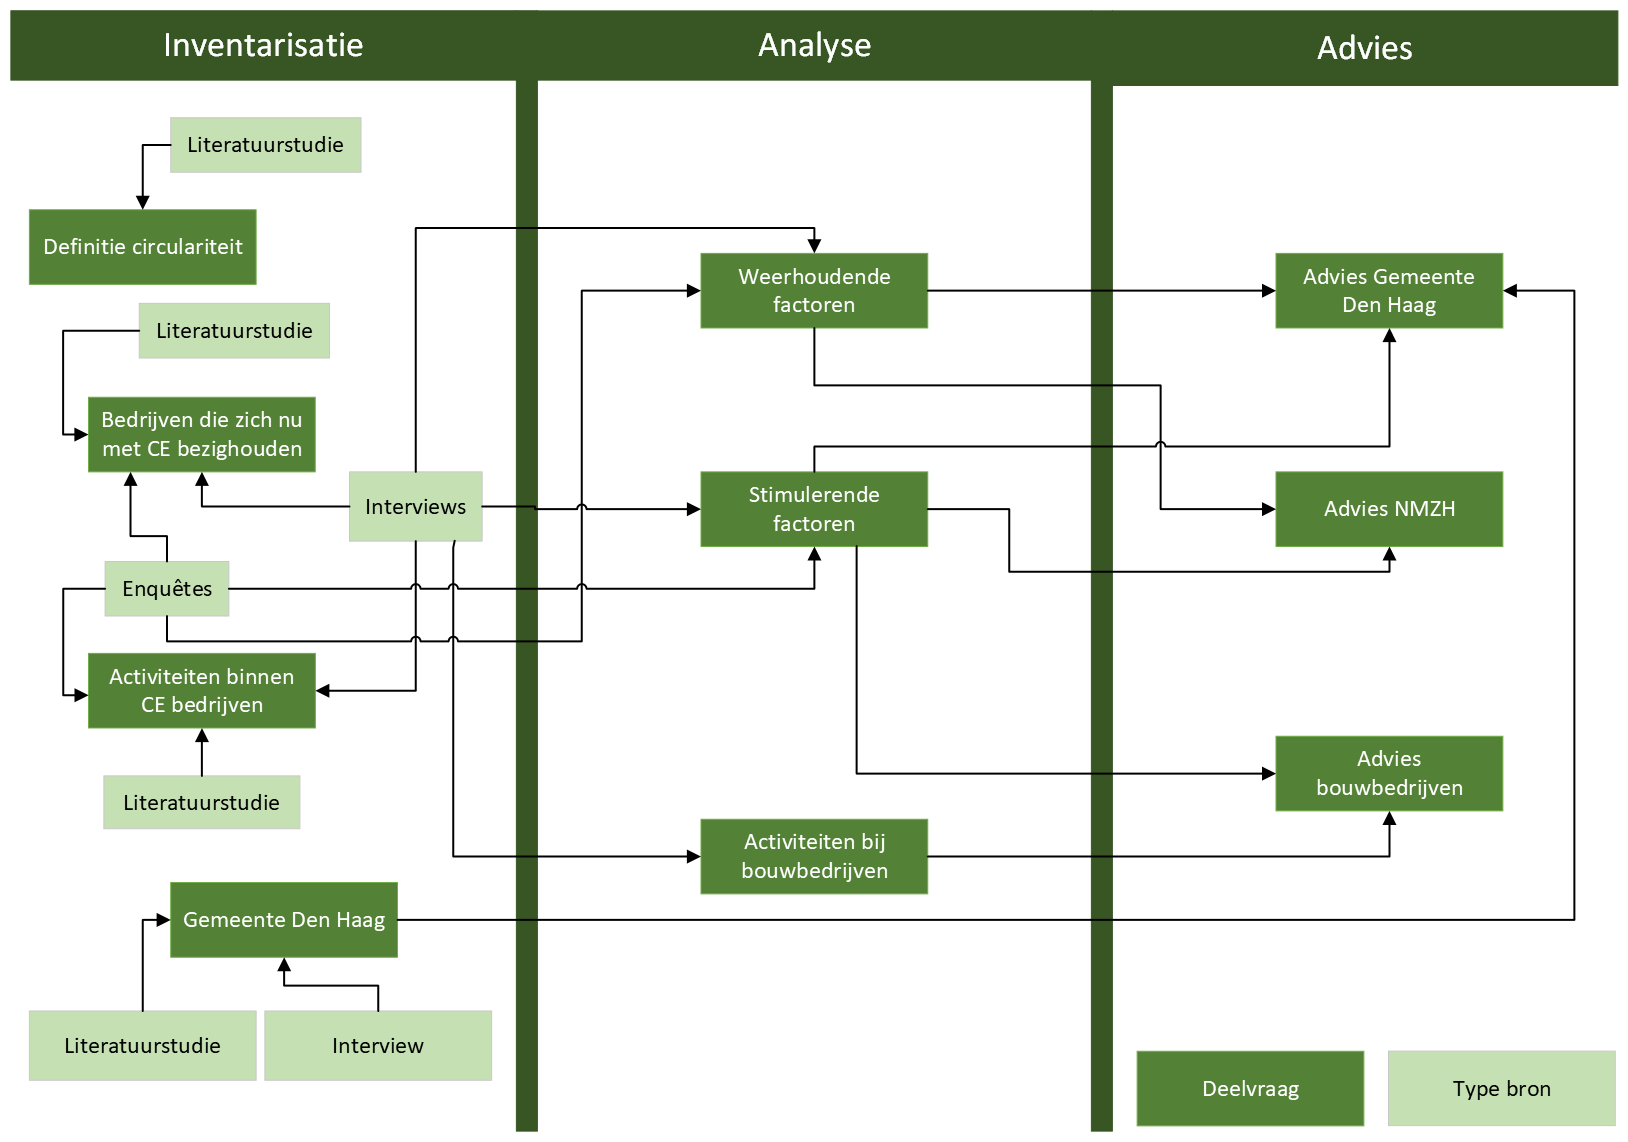 Inventarisatie
Analyse
Advies
Literatuurstudie
Definitie circulariteit
Literatuurstudie
Bedrijven die zich nu
met CE bezighouden
Interviews
Enquêtes
Activiteiten binnen
CE bedrijven
Literatuurstudie
Gemeente Den Haag
Literatuurstudie
Interview
Weerhoudende
factoren
Stimulerende
factoren
Activiteiten bij
bouwbedrijven
Advies Gemeente
Den Haag
Advies NMZH
Advies
bouwbedrijven
Deelvraag
Type bron